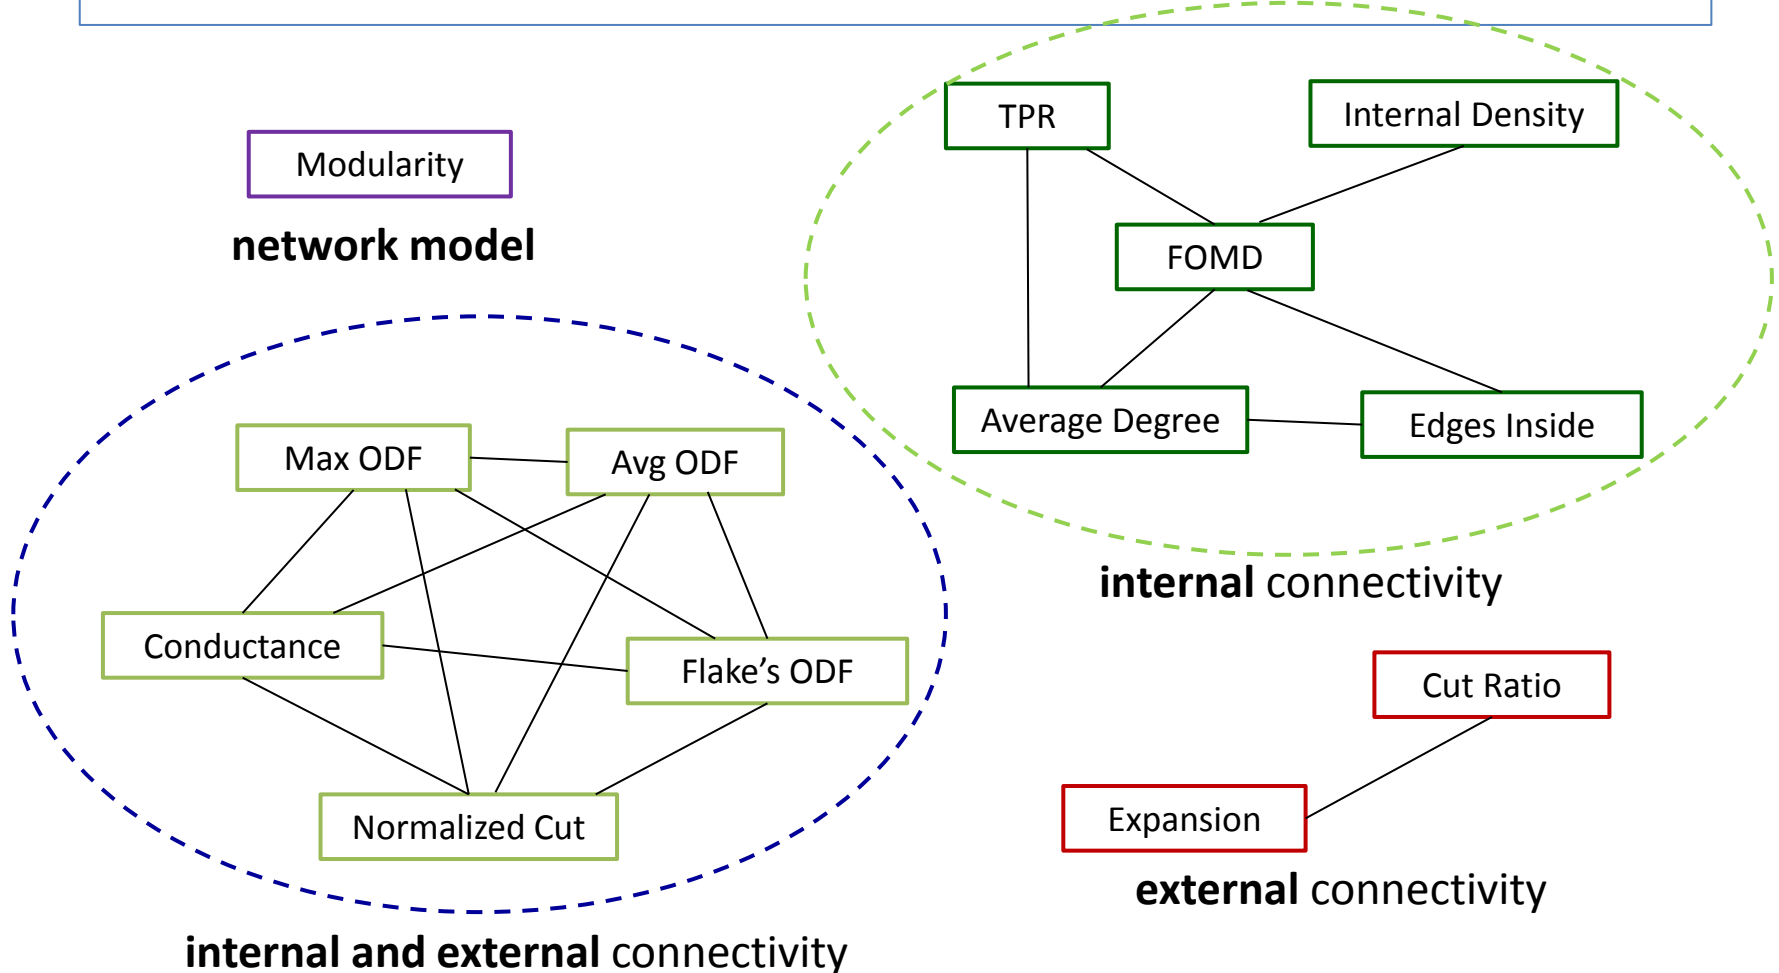 TPR
Internal Density
Modularity
network model
FOMD
Average Degree
Edges Inside
Max ODF
Avg ODF
internal connectivity
Conductance
Flake’s ODF
Cut Ratio
Normalized Cut
Expansion
external connectivity
internal and external connectivity